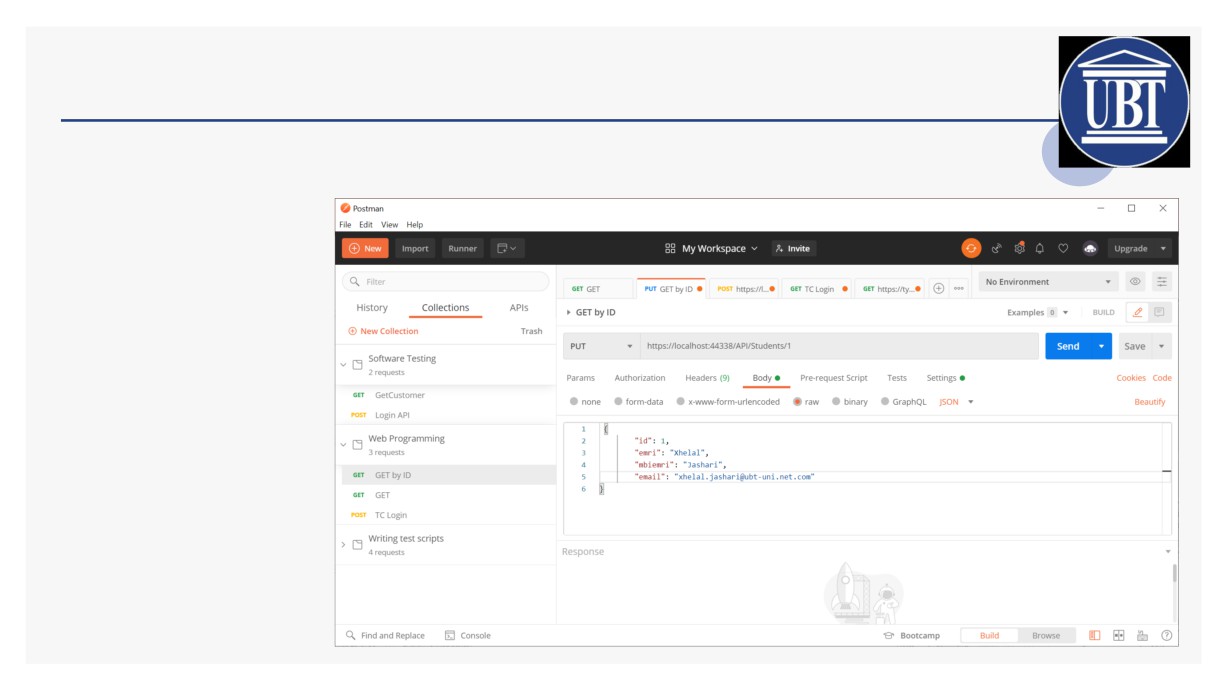 UBT
Postman
File Edit View Help
New Import Runner My Workspace Invite Upgrade
Filter
History Collections APIs
New Collection Trash
Software Testing
2 requests
GET GetCustomer
POST Login API
Web Programming
3 requests
GET GET by ID
GET GET
POST TC Login
Writing test scripts
4 requests
GET GET PUT GET by ID POST https://l... GET TC Login GET https://ty... No Environment
GET by ID Examples 0 BUILD
PUT https://localhost:44338/API/Students/1 Send Save
Params Authorization Headers (9) Body Pre-request Script Tests Settings Cookies Code
none form-data x-www-form-urlencoded raw binary GraphQL JSON Beautify
1 {
2 "id": 1,
3 "emri": "Xhelal",
4 "mbiemri": "Jashari",
5 "email": "xhelal.jashari@ubt-uni.net.com"
6 }
Response
Find and Replace Console Bootcamp Build Browse